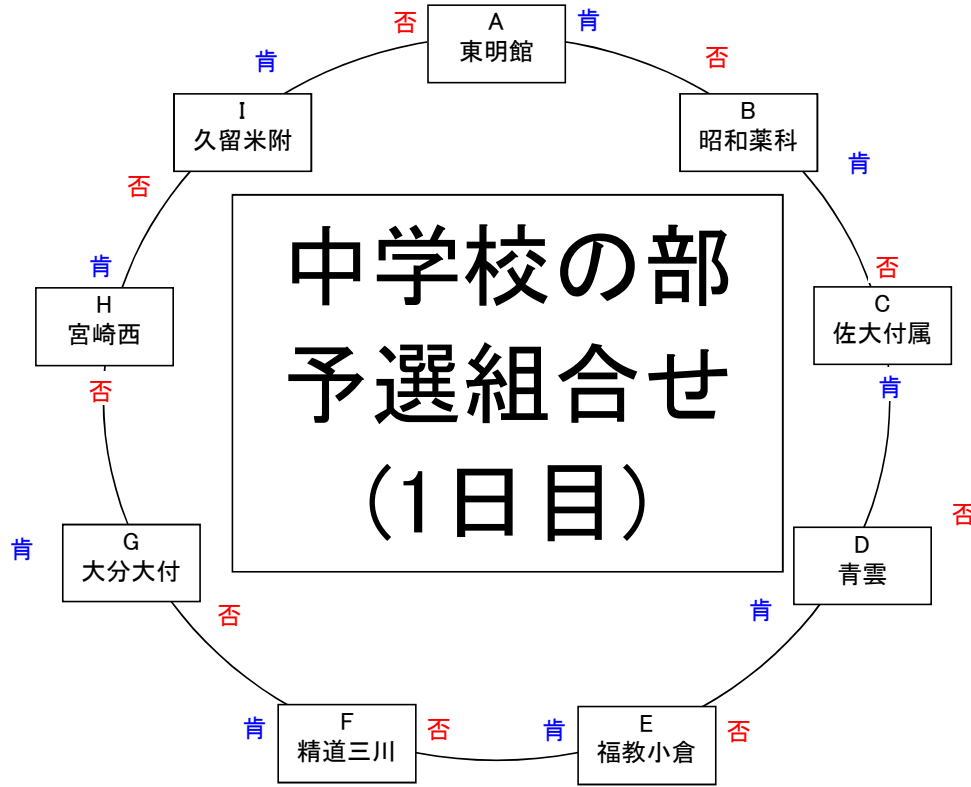 否
A
東明館
肯
肯
否
I
久留米附
B
昭和薬科
否
肯
中学校の部
予選組合せ
(1日目)
肯
否
H
宮崎西
C
佐大付属
否
肯
否
G
大分大付
D
青雲
肯
否
肯
肯
F
精道三川
否
肯
E
福教小倉
否